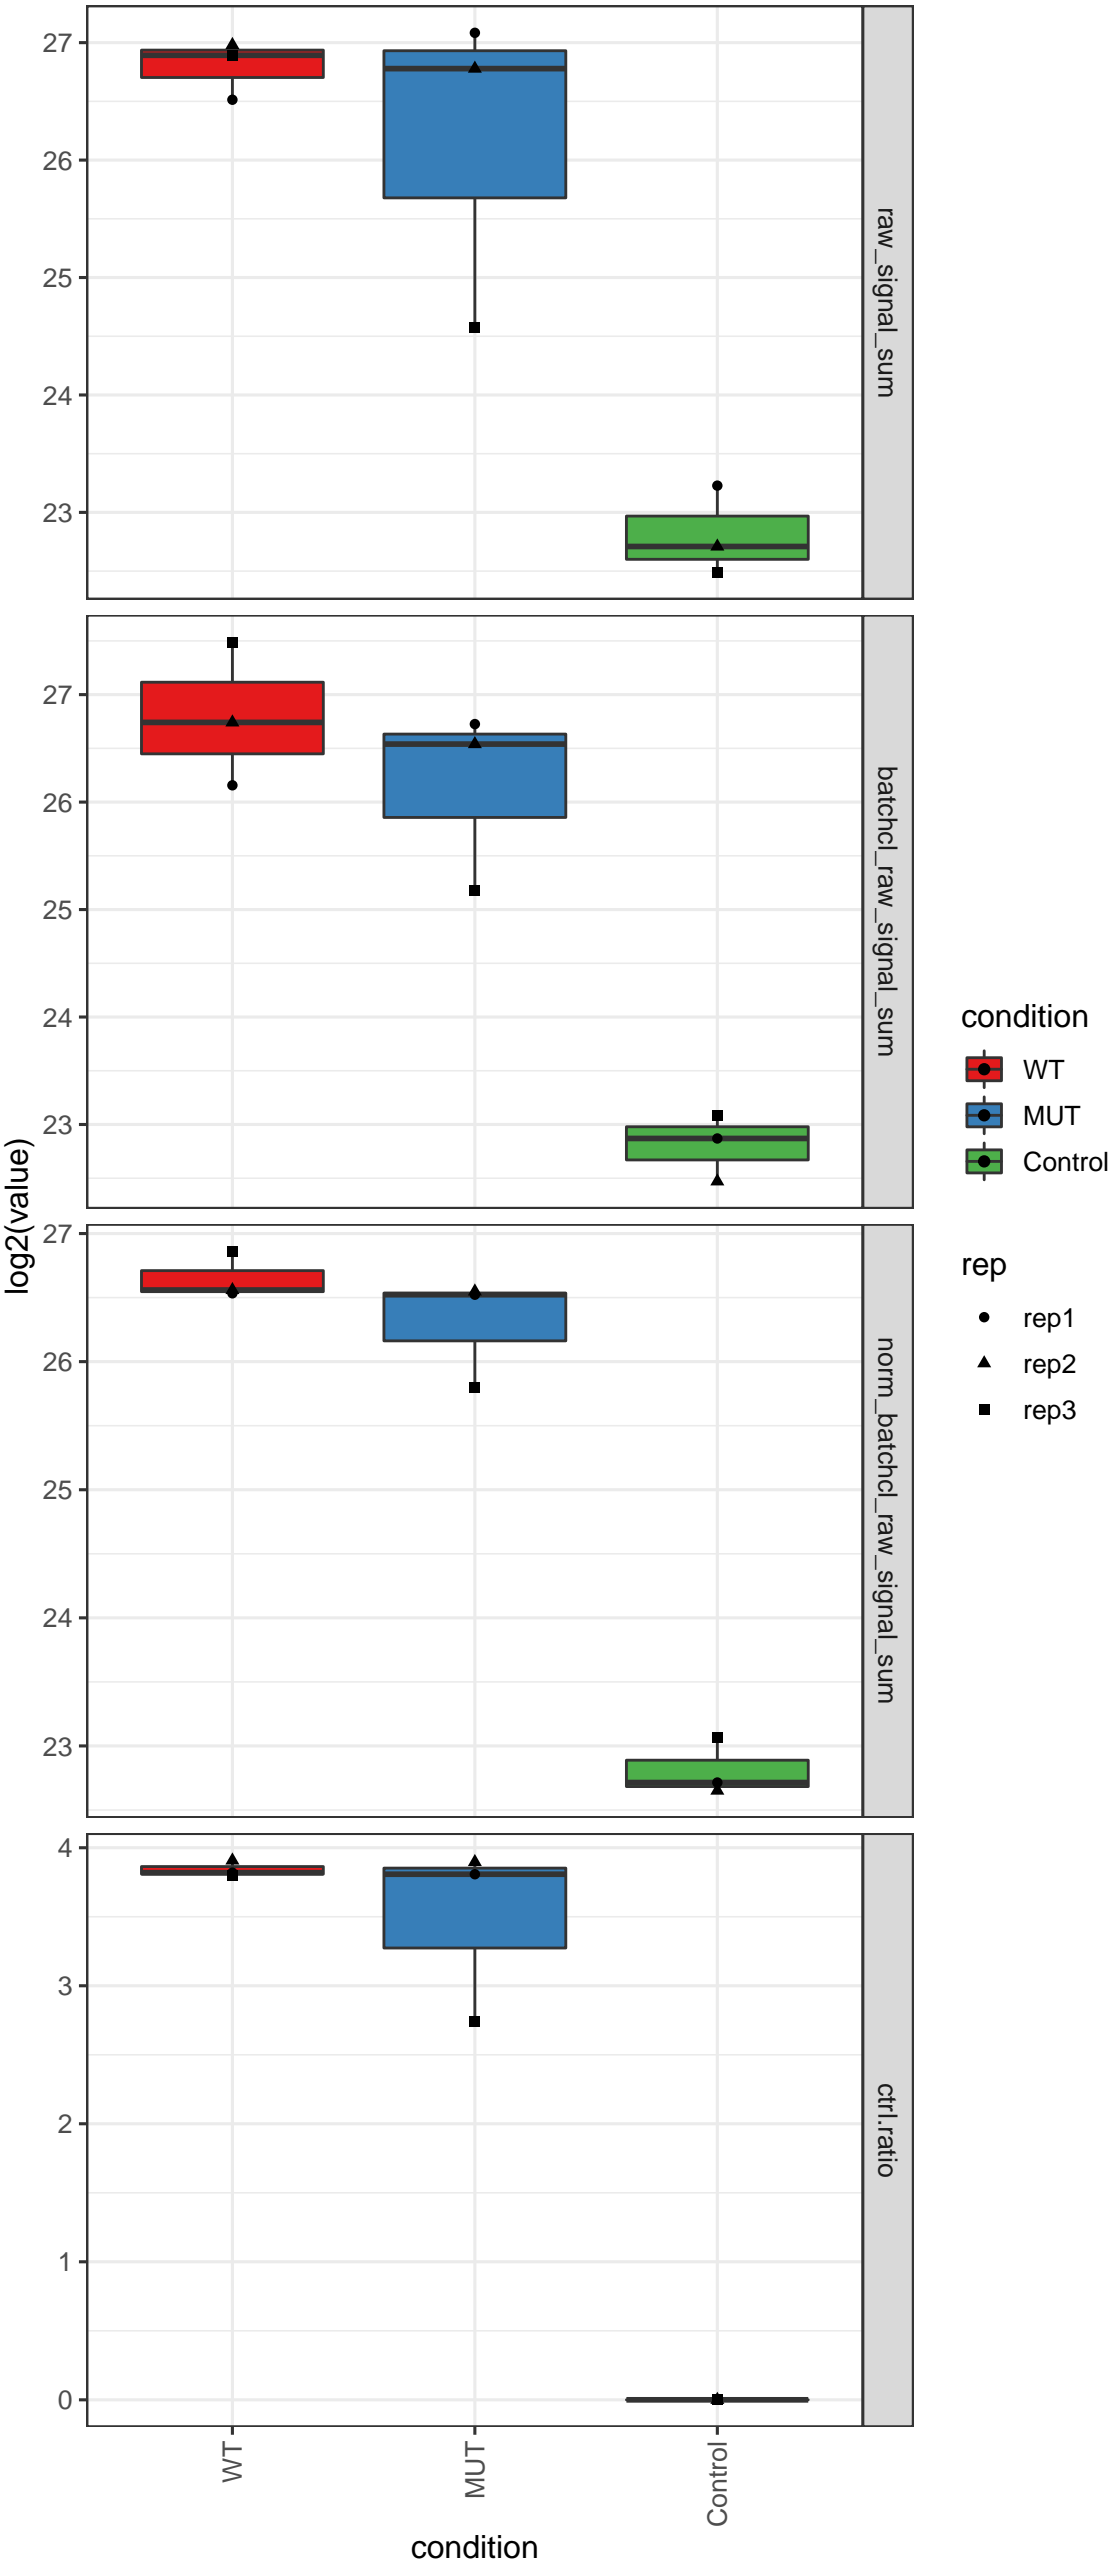 27
26
25
24
23
raw_signal_sum
27
26
25
24
23
batchcl_raw_signal_sum
27
26
25
24
23
norm_batchcl_raw_signal_sum
4
3
2
1
0
ctrl.ratio
log2(value)
WT
MUT
Control
condition
condition
WT
MUT
Control
rep
rep1
rep2
rep3